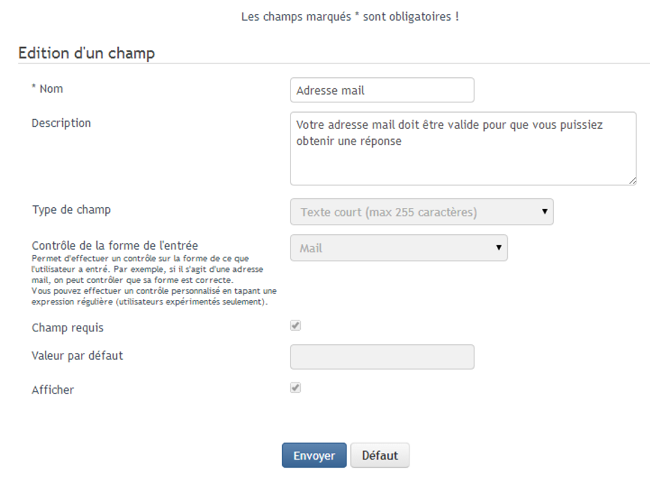 Les champs marqués * sont obligatoires !
Edition d'un champ
* Nom
Adresse mail
Description
Votre adresse mail doit être valide pour que vous puissiez
obtenir une réponse
Type de champ
Texte court (max 255 caractères)
Contrôle de la forme de l'entrée
Mail
Permet d'effectuer un contrôle sur la forme de ce que
l'utilisateur a entré. Par exemple, si il s'agit d'une adresse
mail, on peut contrôler que sa forme est correcte.
Vous pouvez effectuer un contrôle personnalisé en tapant une
expression régulière (utilisateurs expérimentés seulement).
Champ requis
Valeur par défaut
Afficher
Envoyer
Défaut